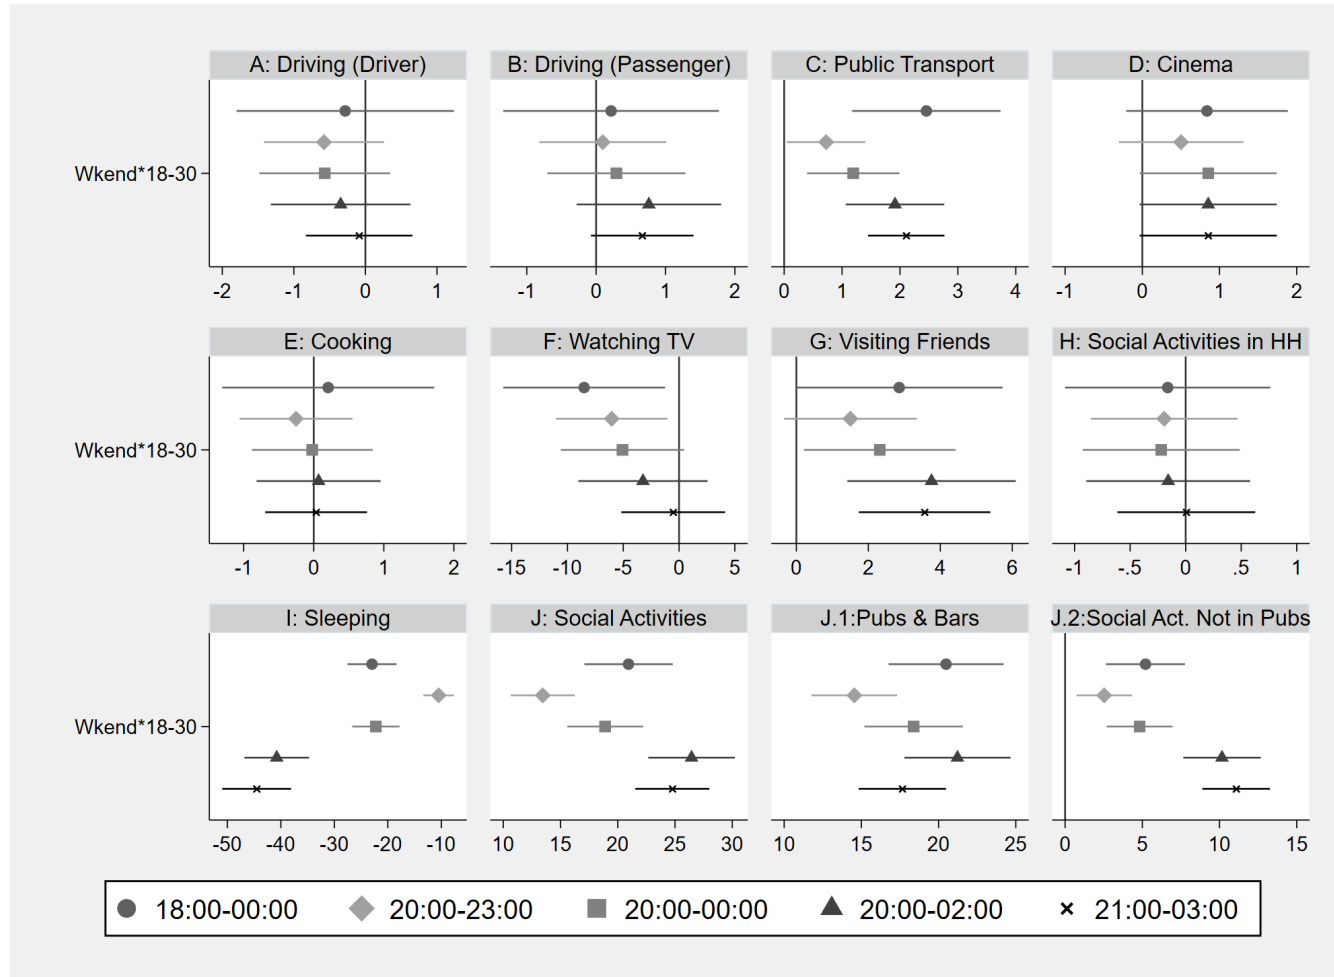 A: Driving (Driver) B: Driving (Passenger) C: Public Transport D: Cinema
Wkend*18-30
-2 -1 0 1 -1 0 1 2 0 1 2 3 4 -1 0 1 2
E: Cooking F: Watching TV G: Visiting Friends H: Social Activities in HH
Wkend*18-30
-1 0 1 2 -15 -10 -5 0 5 0 2 4 6 -1 -.5 0 .5 1
I: Sleeping J: Social Activities J.1:Pubs & Bars J.2:Social Act. Not in Pubs
Wkend*18-30
-50 -40 -30 -20 -10 10 15 20 25 30 10 15 20 25 0 5 10 15
18:00-00:00 20:00-23:00 20:00-00:00 20:00-02:00 21:00-03:00